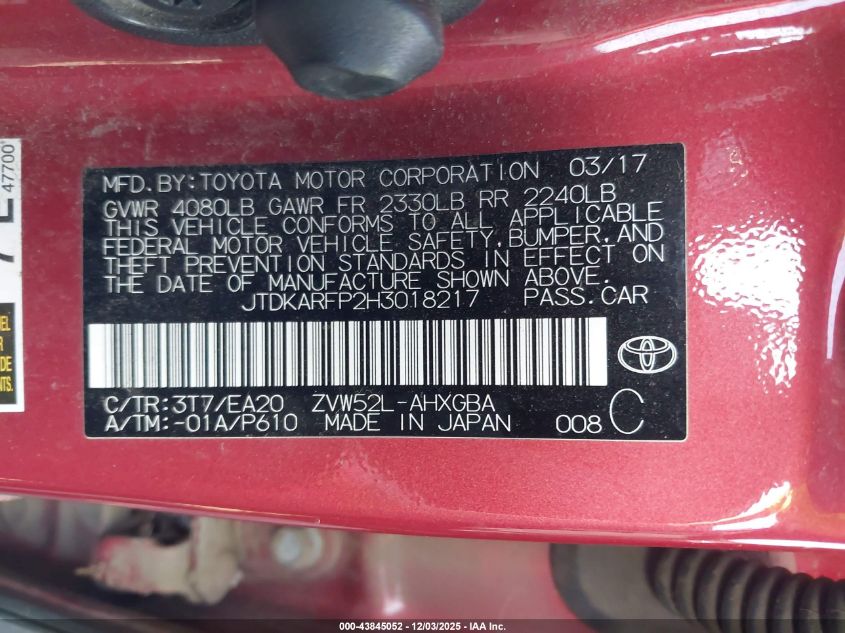 MFD. BY: TOYOTA MOTOR CORPORATION 03/17
GVWR 4080LB GAWR FR 2330LB RR 2240LB
THIS VEHICLE CONFORMS TO ALL APPLICABLE
FEDERAL MOTOR VEHICLE SAFETY, BUMPER, AND
THEFT PREVENTION STANDARDS IN EFFECT ON
THE DATE OF MANUFACTURE SHOWN ABOVE.
JTDKARFP2H3018217 PASS. CAR
C/TR: 3T7/EA20 ZVW52L-AHXGBA
A/TM: -01A/P610 MADE IN JAPAN 008 C
47700
DE
000-43845052 - 12/03/2025 - IAA Inc.